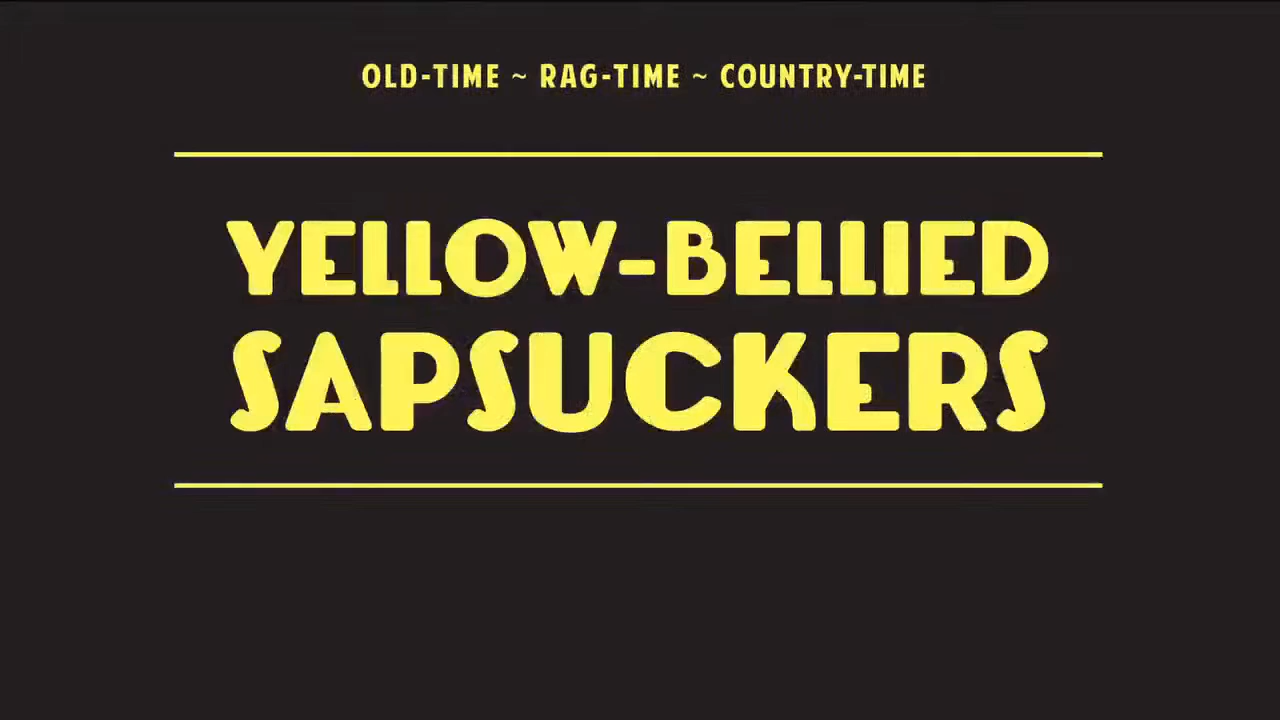 OLD-TIME ~ RAG-TIME ~ COUNTRY-TIME
YELLOW-BELLIED
SAPSUCKERS